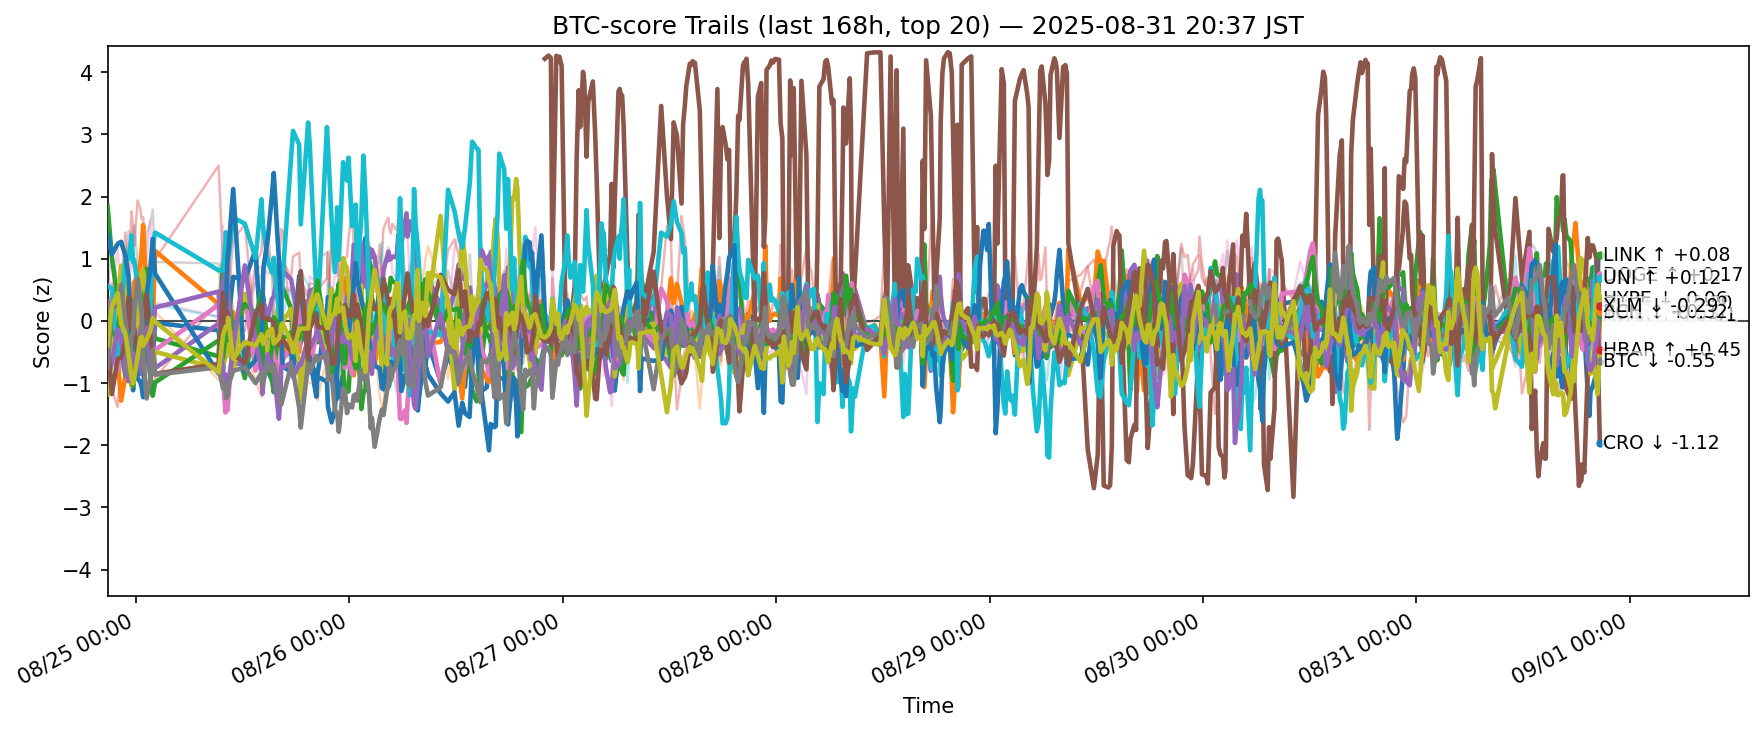 BTC-score Trails (last 168h, top 20) — 2025-08-31 20:37 JST
Score (z)
4
3
2
1
0
−1
−2
−3
−4
LINK ↑ +0.08
UNI ↑ +0.12
XLM ↓ -0.29
HBAR ↑ +0.45
BTC ↓ -0.55
CRO ↓ -1.12
08/25 00:00
08/26 00:00
08/27 00:00
08/28 00:00
08/29 00:00
08/30 00:00
08/31 00:00
09/01 00:00
Time